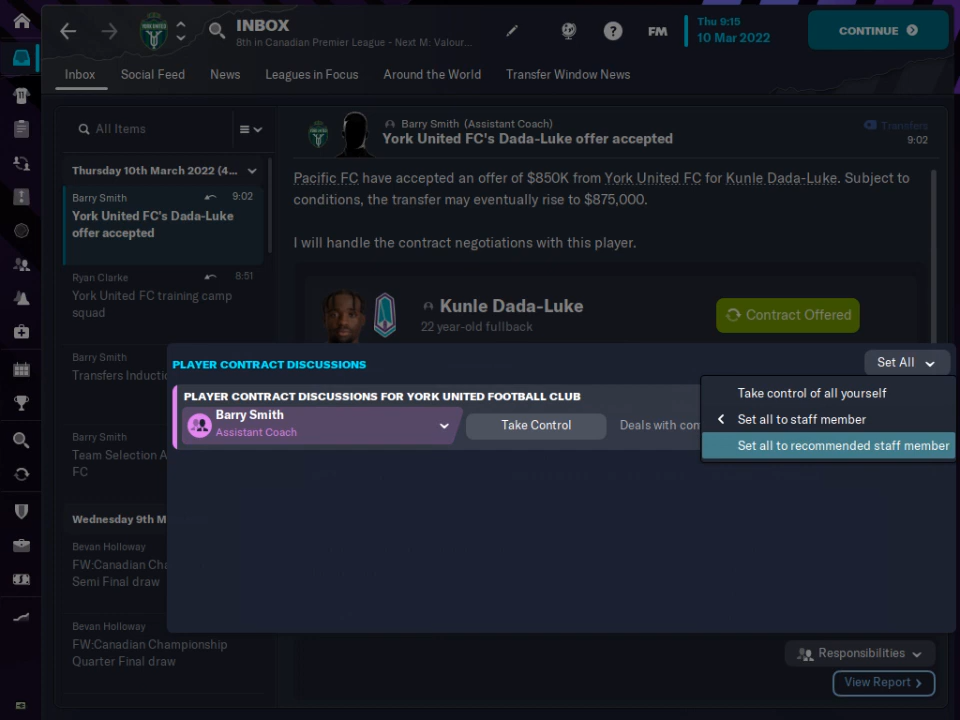 INBOX
8th in Canadian Premier League - Next M: Valour...
FM
Thu 9:15
10 Mar 2022
CONTINUE
Inbox
Social Feed
News
Leagues in Focus
Around the World
Transfer Window News
All Items
Barry Smith (Assistant Coach)
York United FC's Dada-Luke offer accepted
Transfers
9:02
Thursday 10th March 2022 (4...
Barry Smith
9:02
York United FC's Dada-Luke
offer accepted
Ryan Clarke
8:51
York United FC training camp
squad
Barry Smith
Transfers Inductio
Barry Smith
Team Selection A
FC
Wednesday 9th M
Bevan Holloway
FW:Canadian Cha
Semi Final draw
Bevan Holloway
FW:Canadian Championship
Quarter Final draw
Pacific FC have accepted an offer of $850K from York United FC for Kunle Dada-Luke. Subject to
conditions, the transfer may eventually rise to $875,000.
I will handle the contract negotiations with this player.
Kunle Dada-Luke
22 year-old fullback
Contract Offered
PLAYER CONTRACT DISCUSSIONS
Set All
PLAYER CONTRACT DISCUSSIONS FOR YORK UNITED FOOTBALL CLUB
Barry Smith
Assistant Coach
Take Control
Deals with con
Take control of all yourself
Set all to staff member
Set all to recommended staff member
Responsibilities
View Report